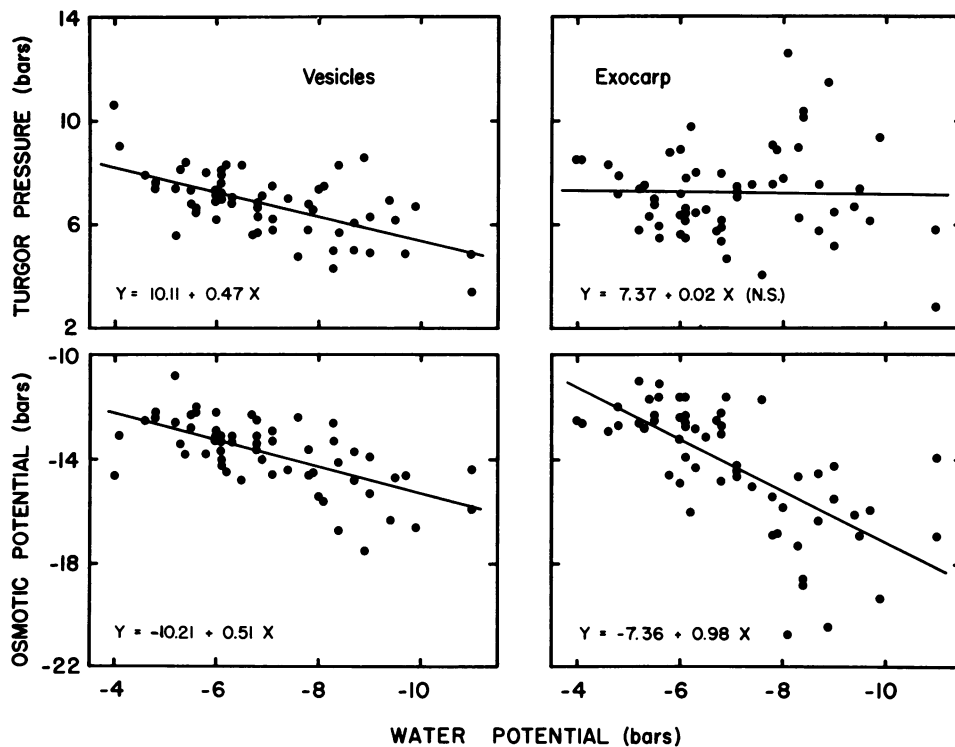 TURGOR PRESSURE (bars)
14
10
6
2
Vesicles
Y = 10.11 + 0.47 X
Exocarp
Y = 7.37 + 0.02 X (N.S.)
OSMOTIC POTENTIAL (bars)
-10
-14
-18
-22
Y = -10.21 + 0.51 X
Y = -7.36 + 0.98 X
-4 -6 -8 -10 -4 -6 -8 -10
WATER POTENTIAL (bars)